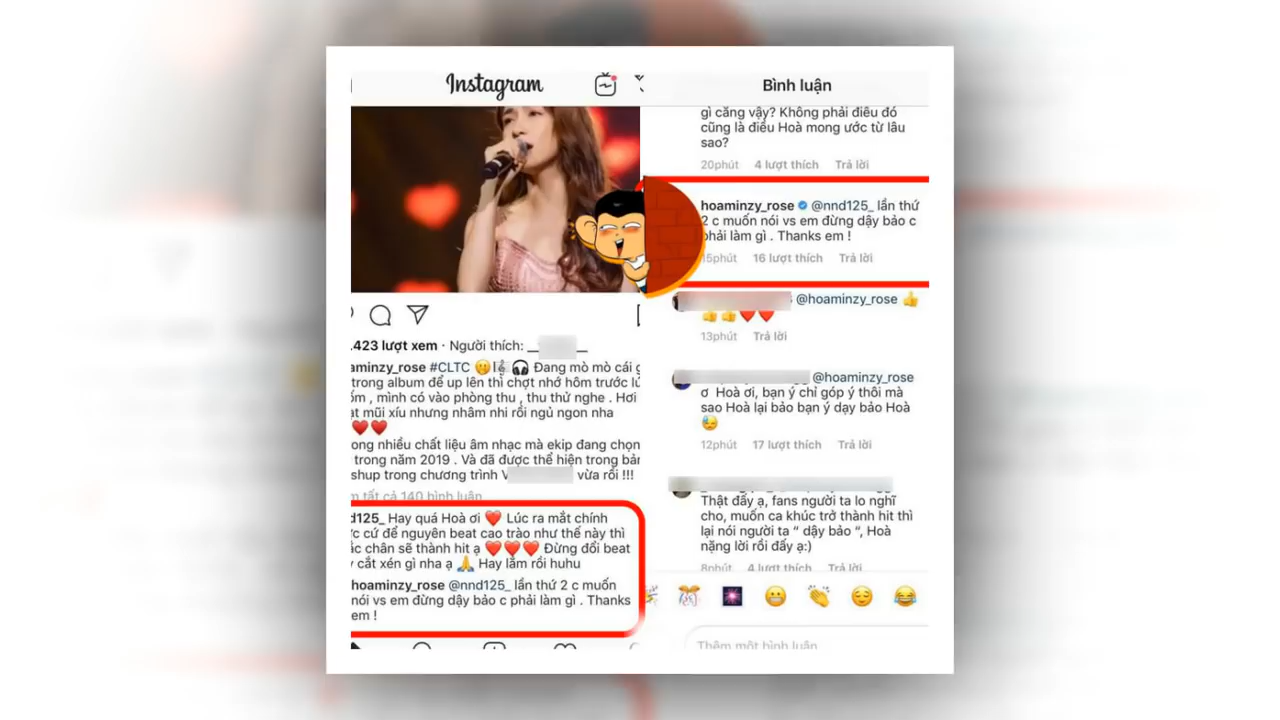 Instagram
.423 lượt xem · Người thích:
aminzy_rose #CLTC Đang mò mò cái g
trong album để up lên thì chợt nhớ hôm trước lú
ốm , mình có vào phòng thu , thu thử nghe . Hơi
ạt mũi xíu nhưng nhâm nhi rồi ngủ ngon nha
❤️❤️
ong nhiều chất liệu âm nhạc mà ekip đang chọn
trong năm 2019 . Và đã được thể hiện trong bản
shup trong chương trình V vừa rồi !!!
m tất cả 140 bình luận
nd125_ Hay quá Hoà ơi ❤️ Lúc ra mắt chính
ức cứ để nguyên beat cao trào như thế này thì
ắc chân sẽ thành hit ạ ❤️❤️❤️ Đừng đổi beat
y cắt xén gì nha ạ 🙏 Hay lắm rồi huhu
hoaminzy_rose @nnd125_ lần thứ 2 c muốn
nói vs em đừng dậy bảo c phải làm gì . Thanks
em !
Bình luận
gì căng vậy? Không phải điều đó
cũng là điều Hoà mong ước từ lâu
sao?
20phút 4 lượt thích Trả lời
hoaminzy_rose @nnd125_ lần thứ
2 c muốn nói vs em đừng dậy bảo c
phải làm gì . Thanks em !
15phút 16 lượt thích Trả lời
@hoaminzy_rose 👍
👍👍❤️❤️
13phút Trả lời
@hoaminzy_rose
ơ Hoà ơi, bạn ý chỉ góp ý thôi mà
sao Hoà lại bảo bạn ý dạy bảo Hoà
😓
12phút 17 lượt thích Trả lời
Thật đấy ạ, fans người ta lo nghĩ
cho, muốn ca khúc trở thành hit thì
lại nói người ta “ dậy bảo “, Hoà
nặng lời rồi đấy ạ:)
8phút 4 lượt thích Trả lời
Thêm một bình luận